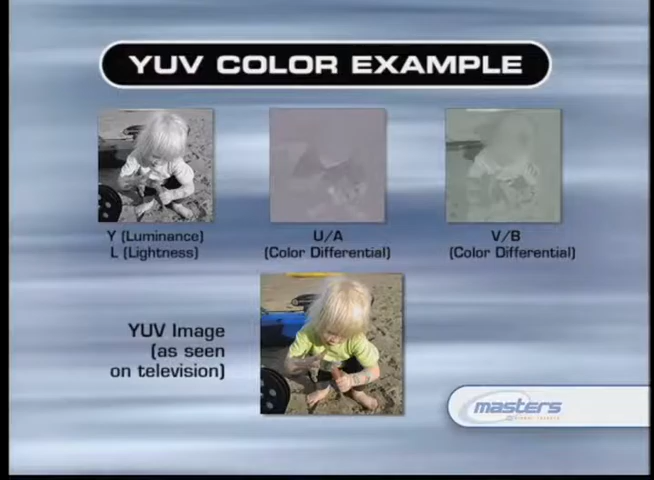 YUV COLOR EXAMPLE
Y (Luminance)
L (Lightness)
U/A
(Color Differential)
V/B
(Color Differential)
YUV Image
(as seen
on television)
masters